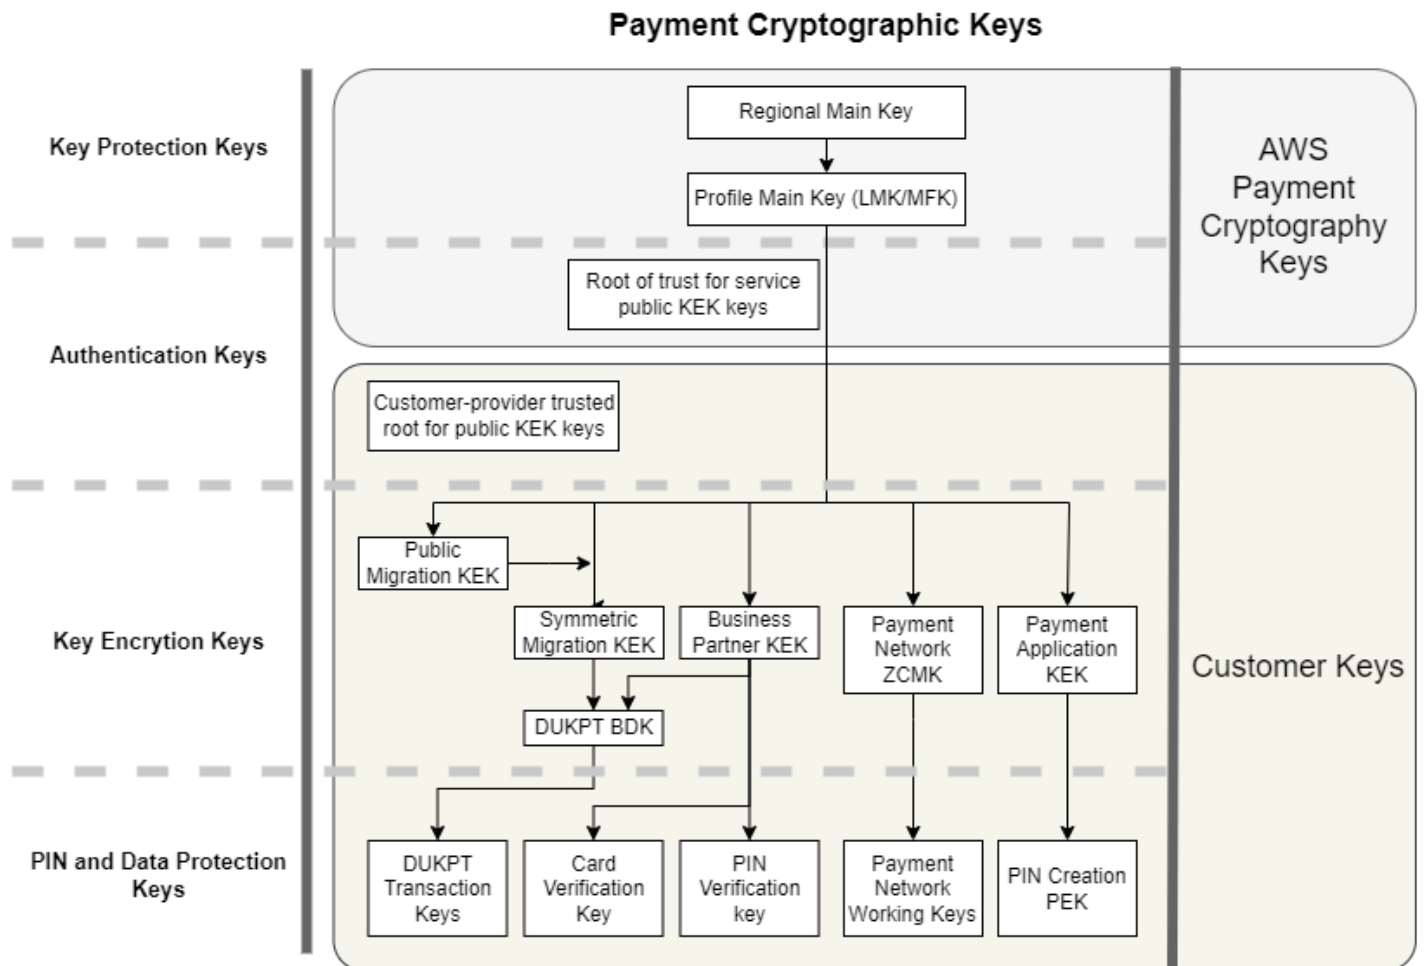 Payment Cryptographic Keys
Key Protection Keys
Regional Main Key
Profile Main Key (LMK/MFK)
AWS
Payment
Cryptography
Keys
Authentication Keys
Root of trust for service
public KEK keys
Customer-provider trusted
root for public KEK keys
Key Encrytion Keys
Public
Migration KEK
Symmetric
Migration KEK
Business
Partner KEK
Payment
Network
ZCMK
Payment
Application
KEK
DUKPT BDK
Customer Keys
PIN and Data Protection
Keys
DUKPT
Transaction
Keys
Card
Verification
Key
PIN
Verification
key
Payment
Network
Working Keys
PIN Creation
PEK